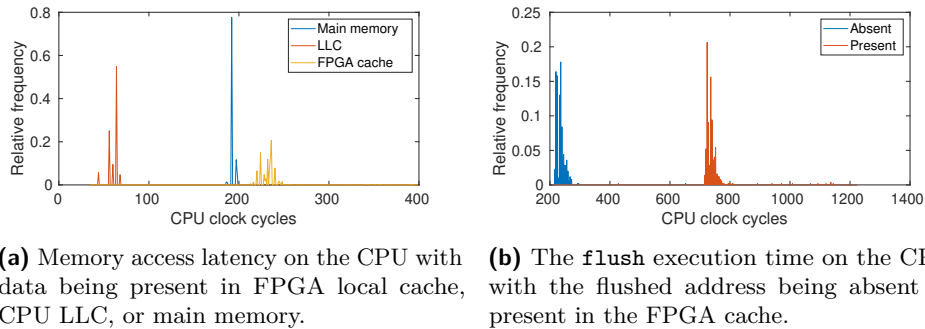 0.8
0.6
0.4
0.2
0
0
100
200
300
400
Relative frequency
CPU clock cycles
Main memory
LLC
FPGA cache
0.25
0.2
0.15
0.1
0.05
0
200
400
600
800
1000
1200
1400
Relative frequency
CPU clock cycles
Absent
Present
(a) Memory access latency on the CPU with
data being present in FPGA local cache,
CPU LLC, or main memory.
(b) The flush execution time on the
with the flushed address being absent
present in the FPGA cache.